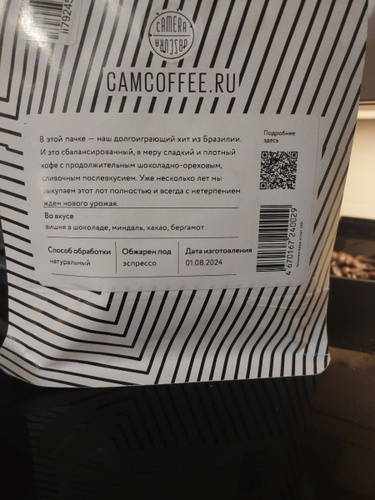 CAMERA
OBSCURA
CAMCOFFEE.RU
В этой пачке — наш долгоиграющий хит из Бразилии.
И это сбалансированный, в меру сладкий и плотный
кофе с продолжительным шоколадно-ореховым,
сливочным послевкусием. Уже несколько лет мы
выкупаем этот лот полностью и всегда с нетерпением
ждем нового урожая.
Подробнее
здесь
Во вкусе
вишня в шоколаде, миндаль, какао, бергамот
Способ обработки
натуральный
Обжарен под
эспрессо
Дата изготовления
01.08.2024
4 670167 240029